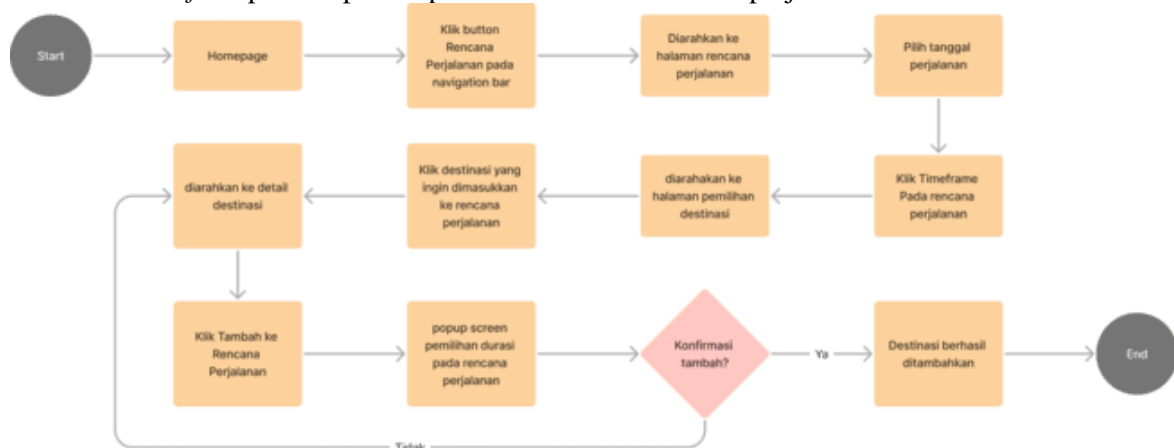 Start
Homepage
Klik button
Rencana
Perjalanan pada
navigation bar
Diarahkan ke
halaman rencana
perjalanan
Pilih tanggal
perjalanan
Klik Timeframe
Pada rencana
perjalanan
diarahakan ke
halaman pemilihan
destinasi
Klik destinasi yang
ingin dimasukkan
ke rencana
perjalanan
diarahkan ke detail
destinasi
Klik Tambah ke
Rencana
Perjalanan
popup screen
pemilihan durasi
pada rencana
perjalanan
Konfirmasi
tambah?
Ya
Destinasi berhasil
ditambahkan
End
Tidak